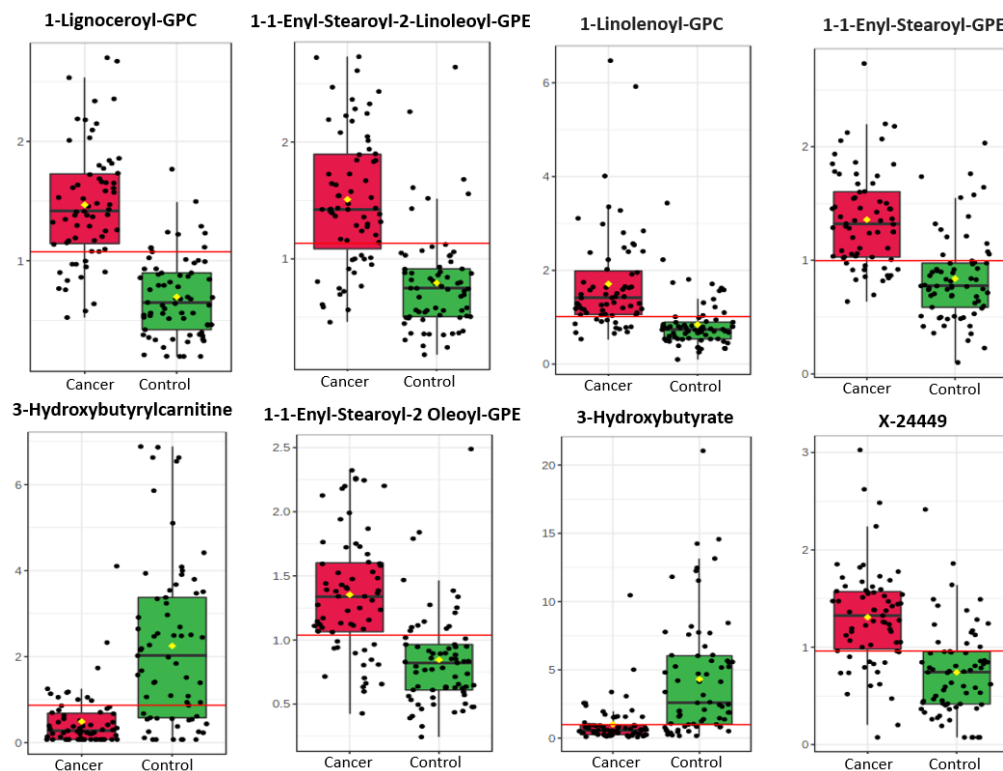 1-Lignoceroyl-GPC
1-1-Enyl-Stearoyl-2-Linoleoyl-GPE
1-Linolenoyl-GPC
1-1-Enyl-Stearoyl-GPE
2
1
Cancer Control
2
1
Cancer Control
6
4
2
0
Cancer Control
3
2
1
0
Cancer Control
3-Hydroxybutyrylcarnitine
1-1-Enyl-Stearoyl-2 Oleoyl-GPE
3-Hydroxybutyrate
X-24449
6
4
2
0
Cancer Control
2.5
2.0
1.5
1.0
0.5
Cancer Control
20
15
10
5
0
Cancer Control
3
2
1
0
Cancer Control